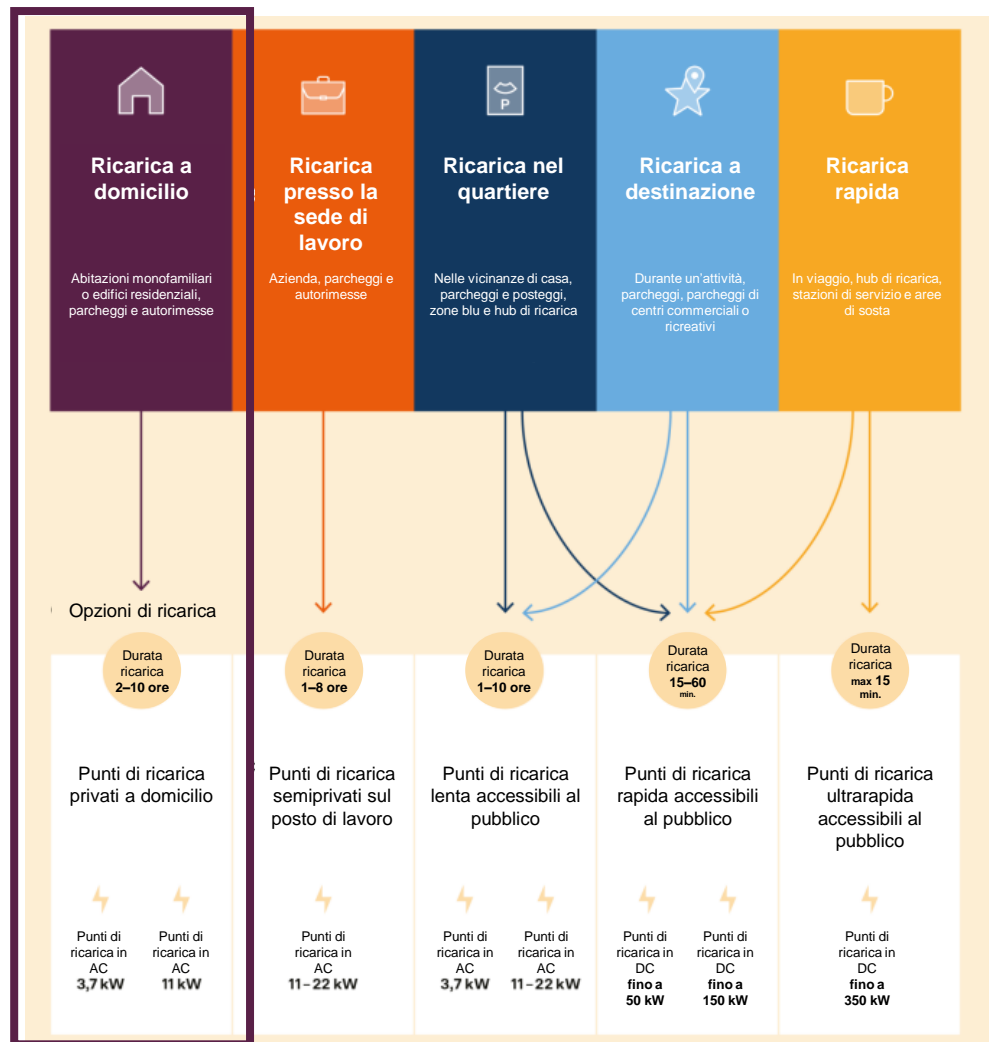 P
Ricarica a
domicilio
Abitazioni monofamiliari
o edifici residenziali,
parcheggi e autorimesse
Ricarica
presso la
sede di
lavoro
Azienda, parcheggi e
autorimesse
Ricarica nel
quartiere
Nelle vicinanze di casa,
parcheggi e posteggi,
zone blu e hub di ricarica
Ricarica a
destinazione
Durante un'attività,
parcheggi, parcheggi di
centri commerciali o
ricreativi
Ricarica
rapida
In viaggio, hub di ricarica,
stazioni di servizio e aree
di sosta
Opzioni di ricarica
Durata
ricarica
2–10 ore
Punti di ricarica
privati a domicilio
Punti di
ricarica in
AC
3,7 kW
Punti di
ricarica in
AC
11 kW
Durata
ricarica
1–8 ore
Punti di ricarica
semiprivati sul
posto di lavoro
Punti di
ricarica in
AC
11–22 kW
Durata
ricarica
1–10 ore
Punti di ricarica
lenta accessibili al
pubblico
Punti di
ricarica in
AC
3,7 kW
Punti di
ricarica in
AC
11–22 kW
Durata
ricarica
15–60
min.
Punti di ricarica
rapida accessibili
al pubblico
Punti di
ricarica in
DC
fino a
50 kW
Punti di
ricarica in
DC
fino a
150 kW
Durata
ricarica
max 15
min.
Punti di ricarica
ultrarapida
accessibili al
pubblico
Punti di
ricarica in
DC
fino a
350 kW